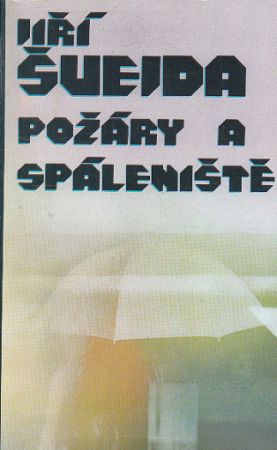 JIŘÍ
ŠVEJDA
POŽÁRY A
SPÁLENIŠTĚ